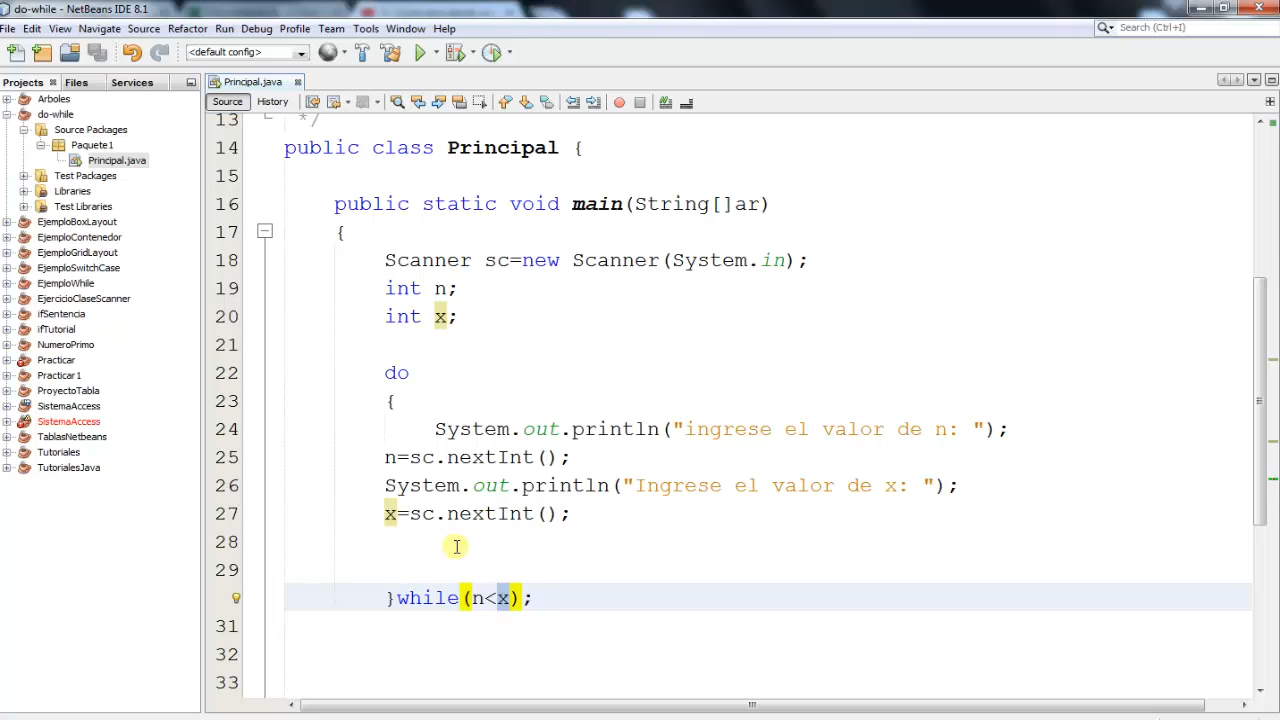 do-while - NetBeans IDE 8.1
File Edit View Navigate Source Refactor Run Debug Profile Team Tools Window Help
Search (Ctrl+I)
<default config>
Projects Files Services
Principal.java
Source History
Arboles
do-while
Source Packages
Paquete1
Principal.java
Test Packages
Libraries
Test Libraries
EjemploBoxLayout
EjemploContenedor
EjemploGridLayout
EjemploSwitchCase
EjemploWhile
EjercicioClaseScanner
ifSentencia
ifTutorial
NumeroPrimo
Practicar
Practicar1
ProyectoTabla
SistemaAccess
SistemaAccess
TablasNetbeans
Tutoriales
TutorialesJava
13 */
14 public class Principal {
15
16 public static void main(String[]ar)
17 {
18 Scanner sc=new Scanner(System.in);
19 int n;
20 int x;
21
22 do
23 {
24 System.out.println("ingrese el valor de n: ");
25 n=sc.nextInt();
26 System.out.println("Ingrese el valor de x: ");
27 x=sc.nextInt();
28
29
}while(n<x);
31
32
33